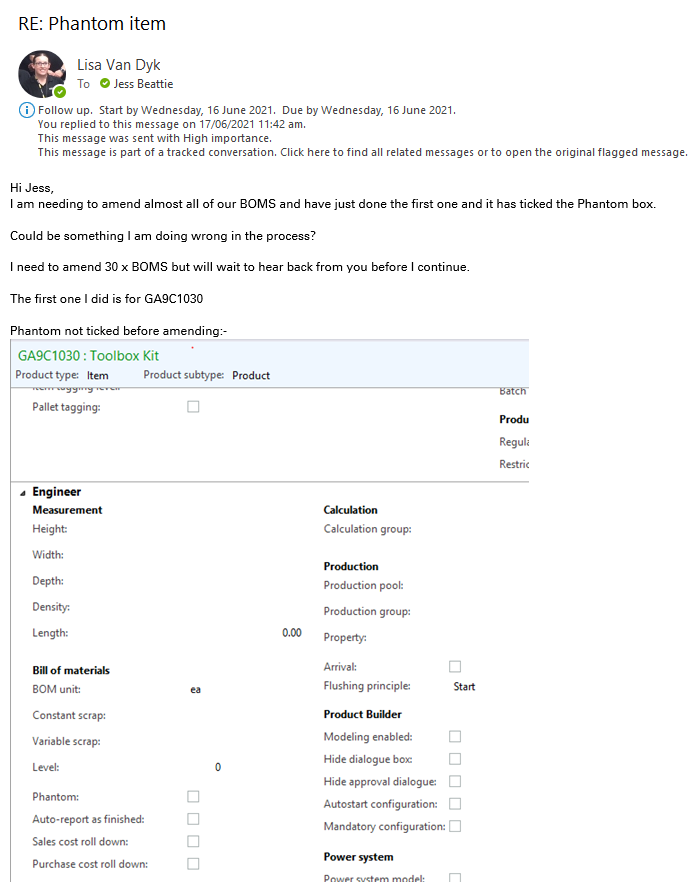 RE: Phantom item
Lisa Van Dyk
To Jess Beattie
Follow up. Start by Wednesday, 16 June 2021. Due by Wednesday, 16 June 2021.
You replied to this message on 17/06/2021 11:42 am.
This message was sent with High importance.
This message is part of a tracked conversation. Click here to find all related messages or to open the original flagged message.
Hi Jess,
I am needing to amend almost all of our BOMS and have just done the first one and it has ticked the Phantom box.
Could be something I am doing wrong in the process?
I need to amend 30 x BOMS but will wait to hear back from you before I continue.
The first one I did is for GA9C1030
Phantom not ticked before amending:-
GA9C1030 : Toolbox Kit
Product type: Item Product subtype: Product
Item tagging level:
Batch
Pallet tagging:
Produ
Regula
Restric
Engineer
Measurement
Height:
Width:
Depth:
Density:
Length: 0.00
Bill of materials
BOM unit: ea
Constant scrap:
Variable scrap:
Level: 0
Phantom:
Auto-report as finished:
Sales cost roll down:
Purchase cost roll down:
Calculation
Calculation group:
Production
Production pool:
Production group:
Property:
Arrival:
Flushing principle: Start
Product Builder
Modeling enabled:
Hide dialogue box:
Hide approval dialogue:
Autostart configuration:
Mandatory configuration:
Power system
Power system model: